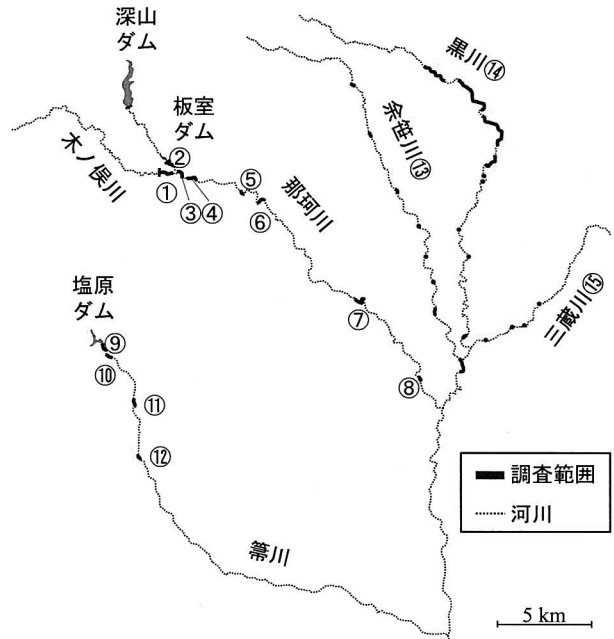 深山
ダム
黒川⑭
板室
ダム
余笹川⑬
木ノ俣川
②
①
③
④
⑤
⑥
那珂川
三蔵川⑮
塩原
ダム
⑦
⑨
⑩
⑧
⑪
⑫
調査範囲
河川
箒川
5 km